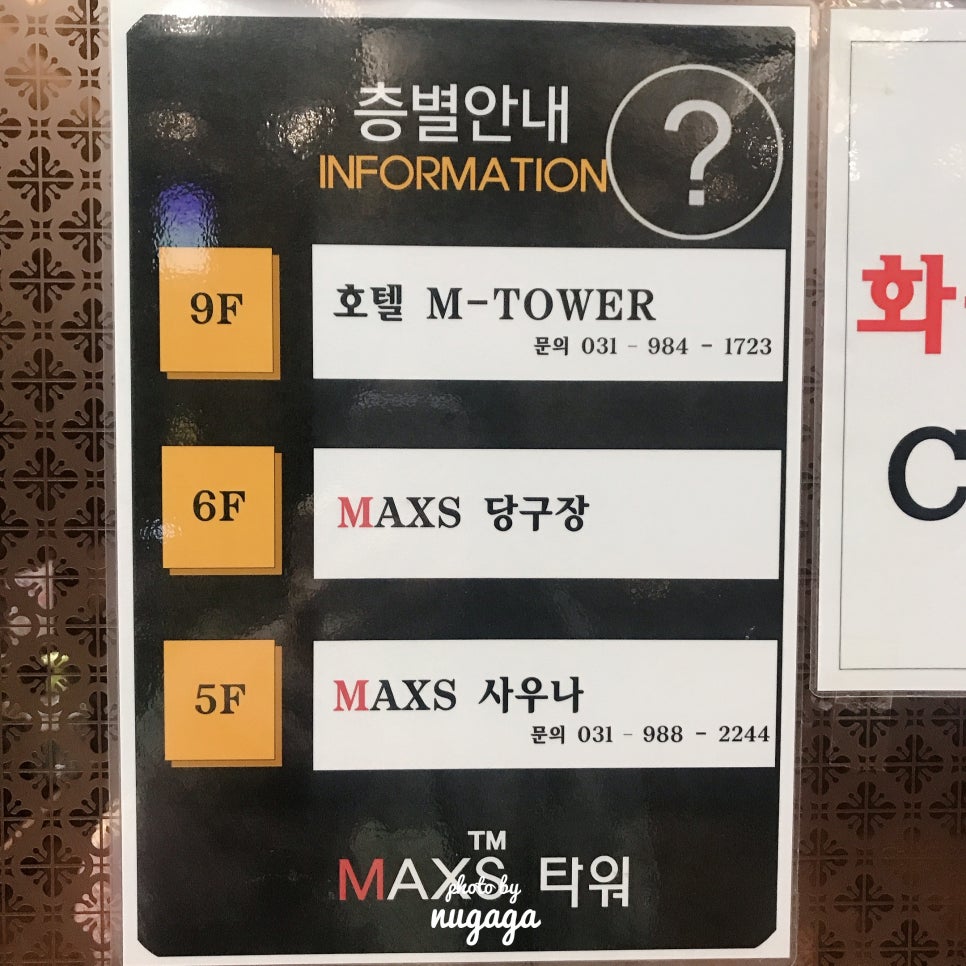 층별안내
INFORMATION
?
9F
호텔 M-TOWER
문의 031 - 984 - 1723
6F
MAXS 당구장
5F
MAXS 사우나
문의 031 - 988 - 2244
TM
MAXS 타워
photo by
nugaga
화
C